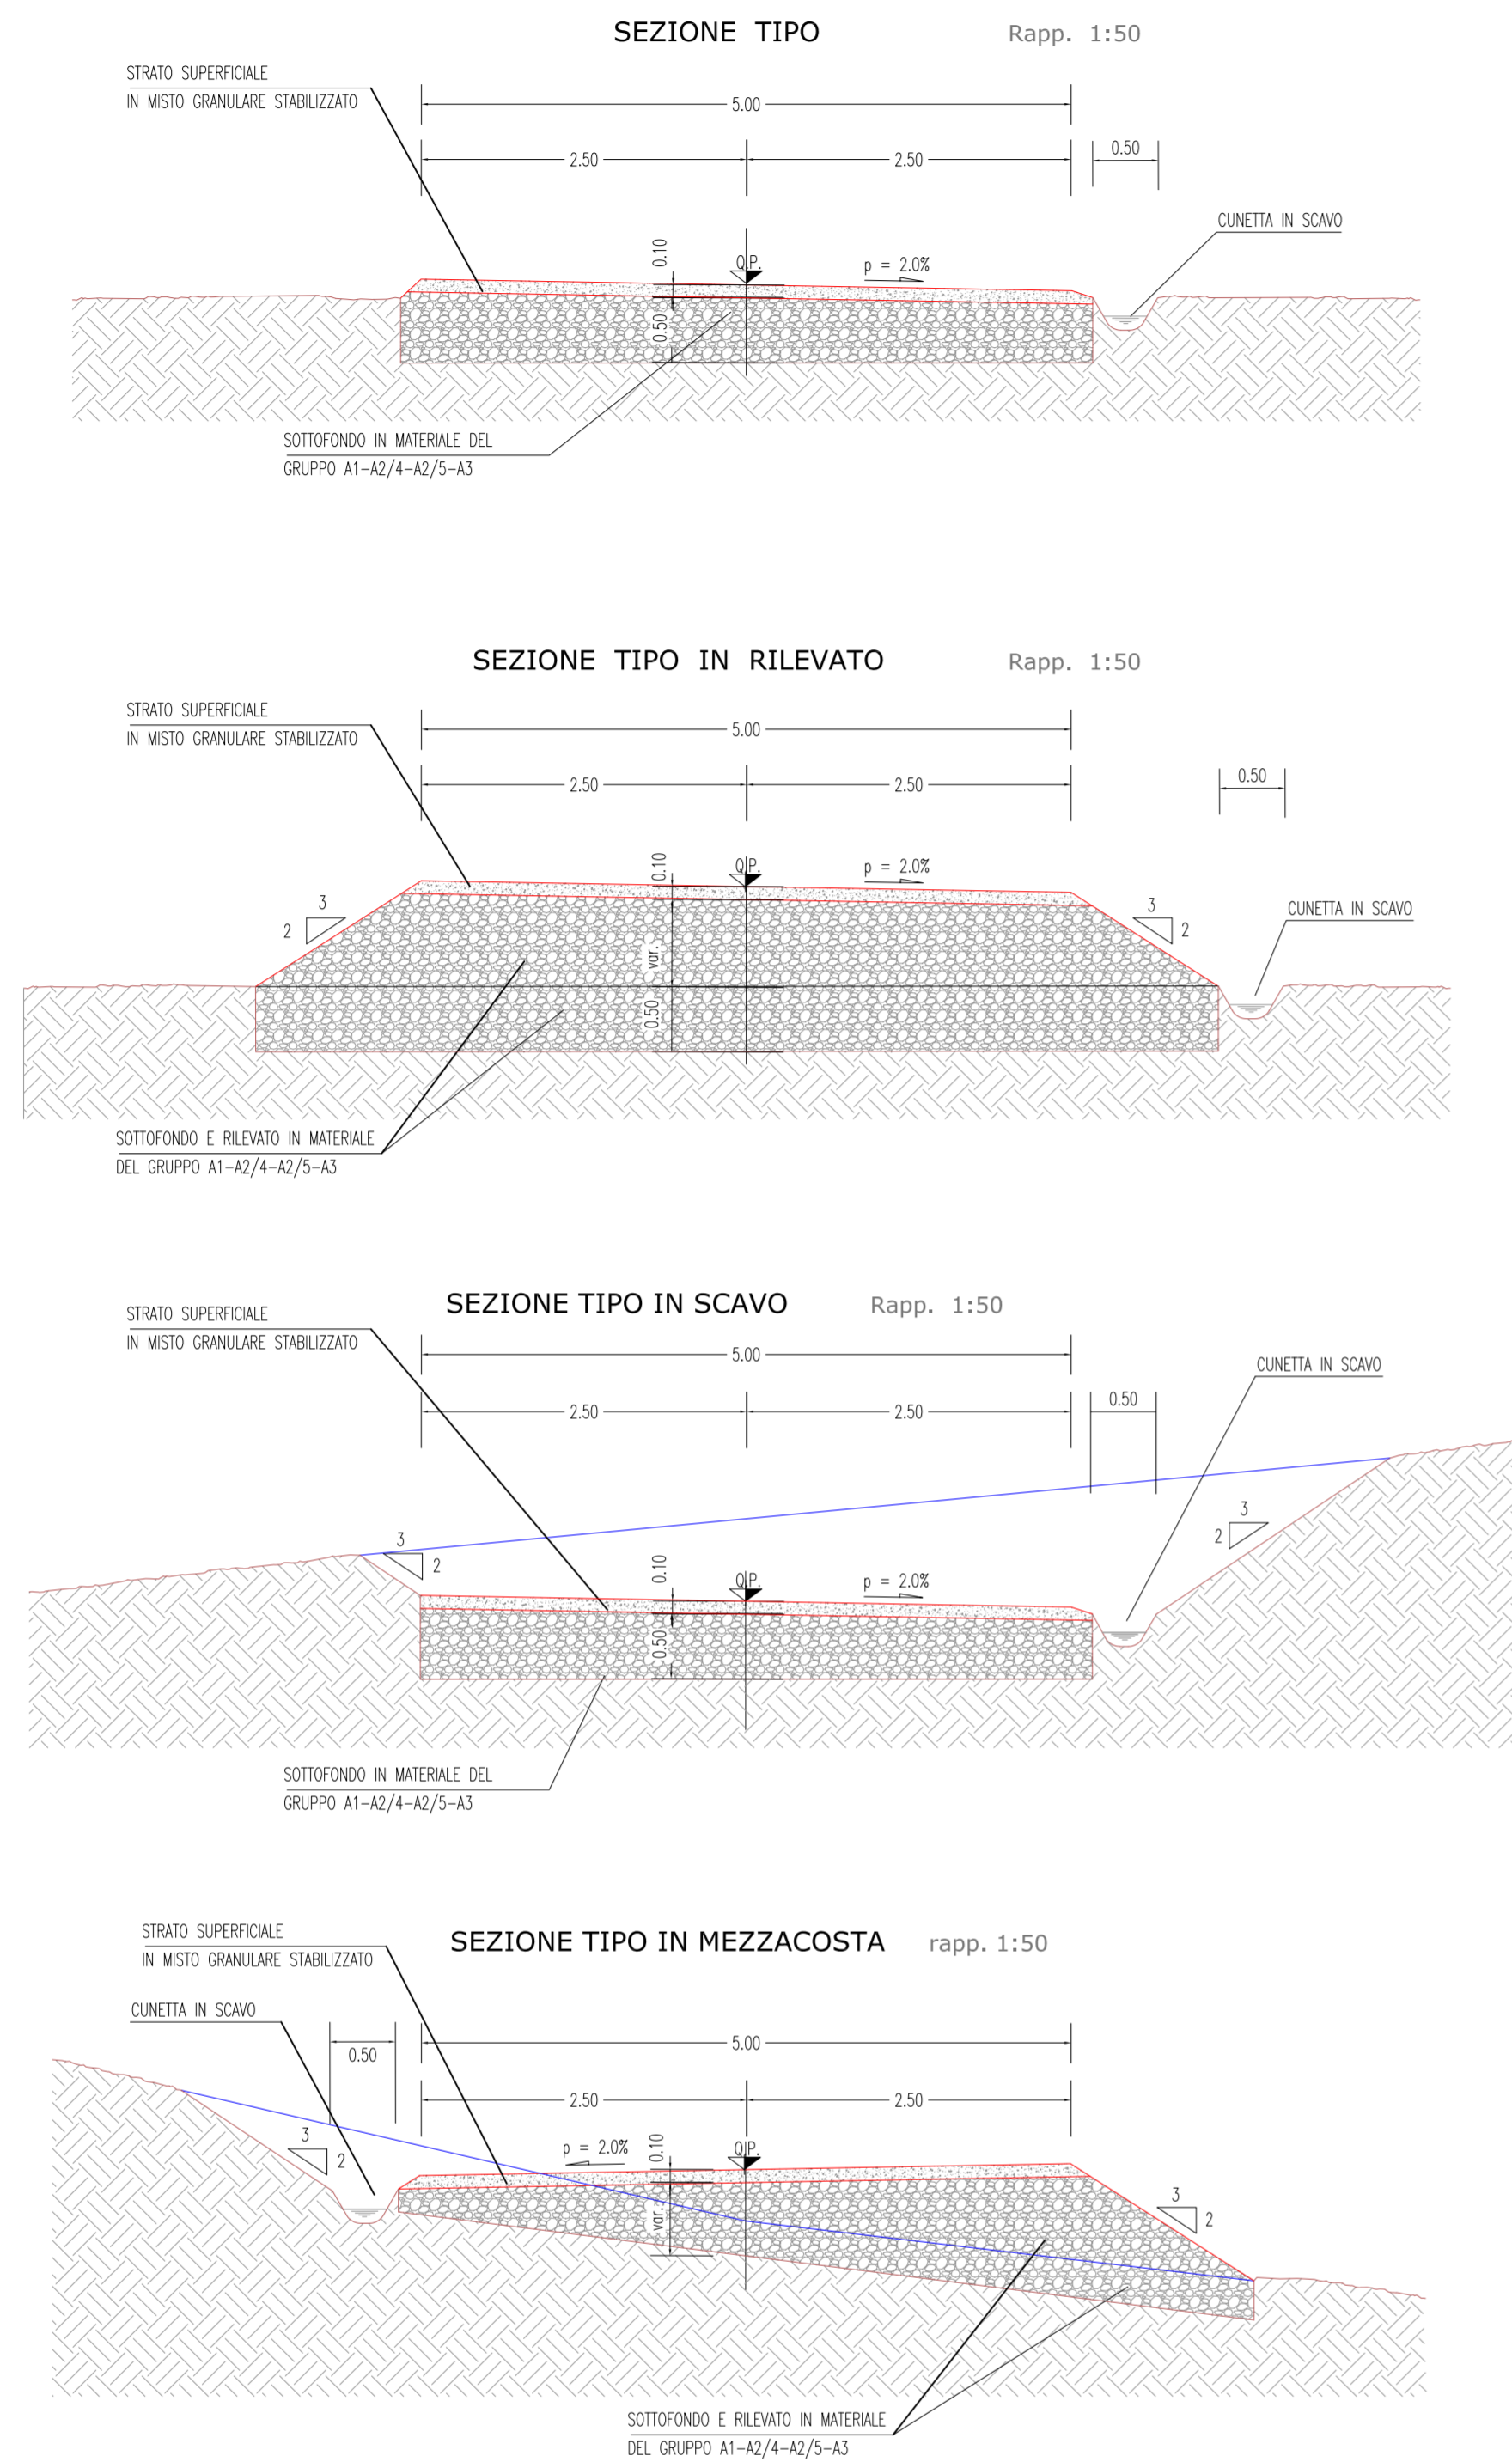 SEZIONE TIPO Rapp. 1:50
STRATO SUPERFICIALE
IN MISTO GRANULARE STABILIZZATO
5.00
2.50 2.50 0.50
CUNETTA IN SCAVO
0.10 Q.P. p = 2.0%
0.50
SOTTOFONDO IN MATERIALE DEL
GRUPPO A1-A2/4-A2/5-A3
SEZIONE TIPO IN RILEVATO Rapp. 1:50
STRATO SUPERFICIALE
IN MISTO GRANULARE STABILIZZATO
5.00
2.50 2.50 0.50
0.10 Q.P. p = 2.0%
3 3 CUNETTA IN SCAVO
2 2
var.
0.50
SOTTOFONDO E RILEVATO IN MATERIALE
DEL GRUPPO A1-A2/4-A2/5-A3
SEZIONE TIPO IN SCAVO Rapp. 1:50
STRATO SUPERFICIALE
IN MISTO GRANULARE STABILIZZATO
5.00
CUNETTA IN SCAVO
2.50 2.50 0.50
3
2
3
2
0.10 Q.P. p = 2.0%
0.50
SOTTOFONDO IN MATERIALE DEL
GRUPPO A1-A2/4-A2/5-A3
SEZIONE TIPO IN MEZZACOSTA rapp. 1:50
STRATO SUPERFICIALE
IN MISTO GRANULARE STABILIZZATO
CUNETTA IN SCAVO
0.50 5.00
2.50 2.50
3
2
p = 2.0% 0.10 Q.P.
var.
3
2
SOTTOFONDO E RILEVATO IN MATERIALE
DEL GRUPPO A1-A2/4-A2/5-A3